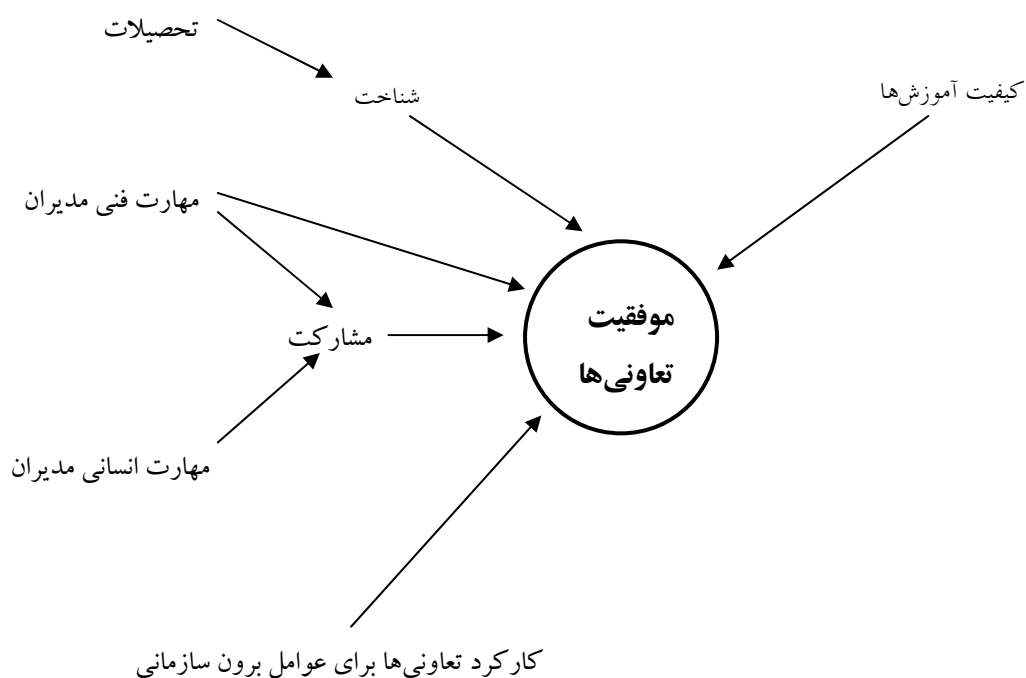 تحصیلات
شناخت
کیفیت آموزش‌ها
مهارت فنی مدیران
موفقیت
تعاونی‌ها
مشارکت
مهارت انسانی مدیران
کارکرد تعاونی‌ها برای عوامل برون سازمانی